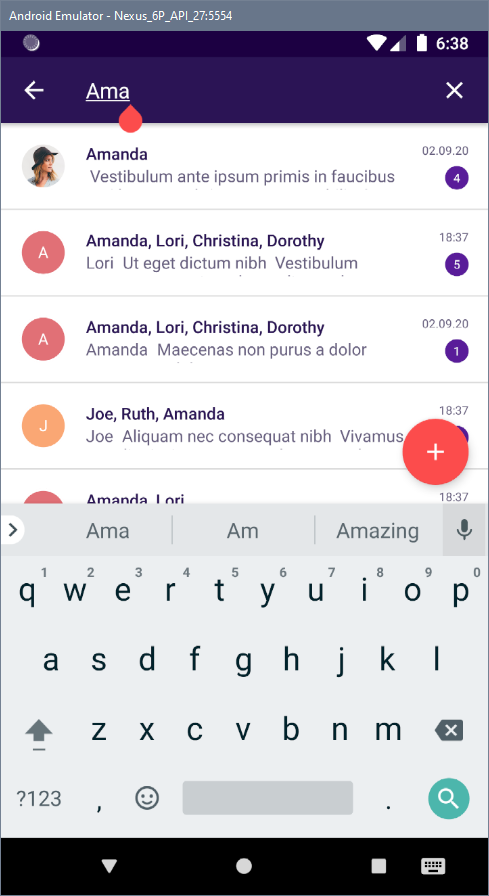 Android Emulator - Nexus_6P_API_27:5554
6:38
Ama
Amanda
02.09.20
Vestibulum ante ipsum primis in faucibus
4
Amanda, Lori, Christina, Dorothy
18:37
A
Lori Ut eget dictum nibh Vestibulum
5
Amanda, Lori, Christina, Dorothy
02.09.20
A
Amanda Maecenas non purus a dolor
1
Joe, Ruth, Amanda
18:37
J
Joe Aliquam nec consequat nibh Vivamus
+
Amanda, Lori
18:37
Ama Am Amazing
1 2 3 4 5 6 7 8 9 0
q w e r t y u i o p
a s d f g h j k l
z x c v b n m
?123 , .